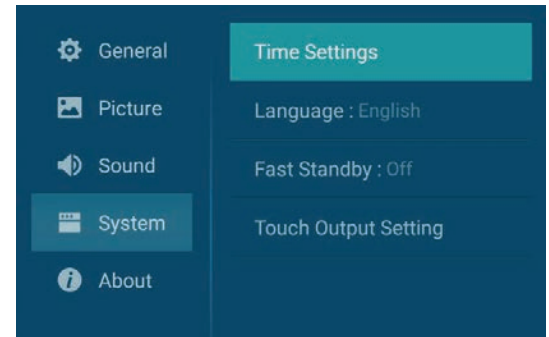 General
Picture
Sound
System
About
Time Settings
Language : English
Fast Standby : Off
Touch Output Setting